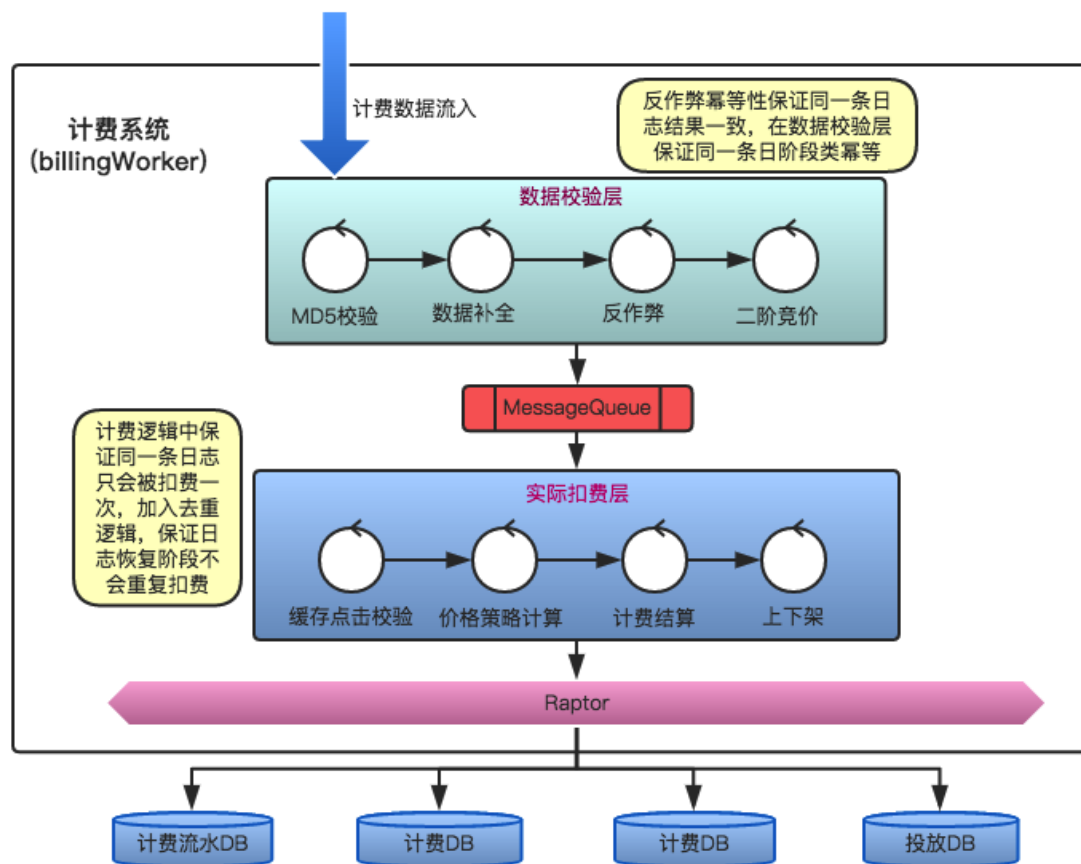 计费数据流入
反作弊幂等性保证同一条日
志结果一致，在数据校验层
保证同一条日阶段类幂等
计费系统
(billingWorker)
数据校验层
MD5校验
数据补全
反作弊
二阶竞价
MessageQueue
计费逻辑中保
证同一条日志
只会被扣费一
次，加入去重
逻辑，保证日
志恢复阶段不
会重复扣费
实际扣费层
缓存点击校验
价格策略计算
计费结算
上下架
Raptor
计费流水DB
计费DB
计费DB
投放DB